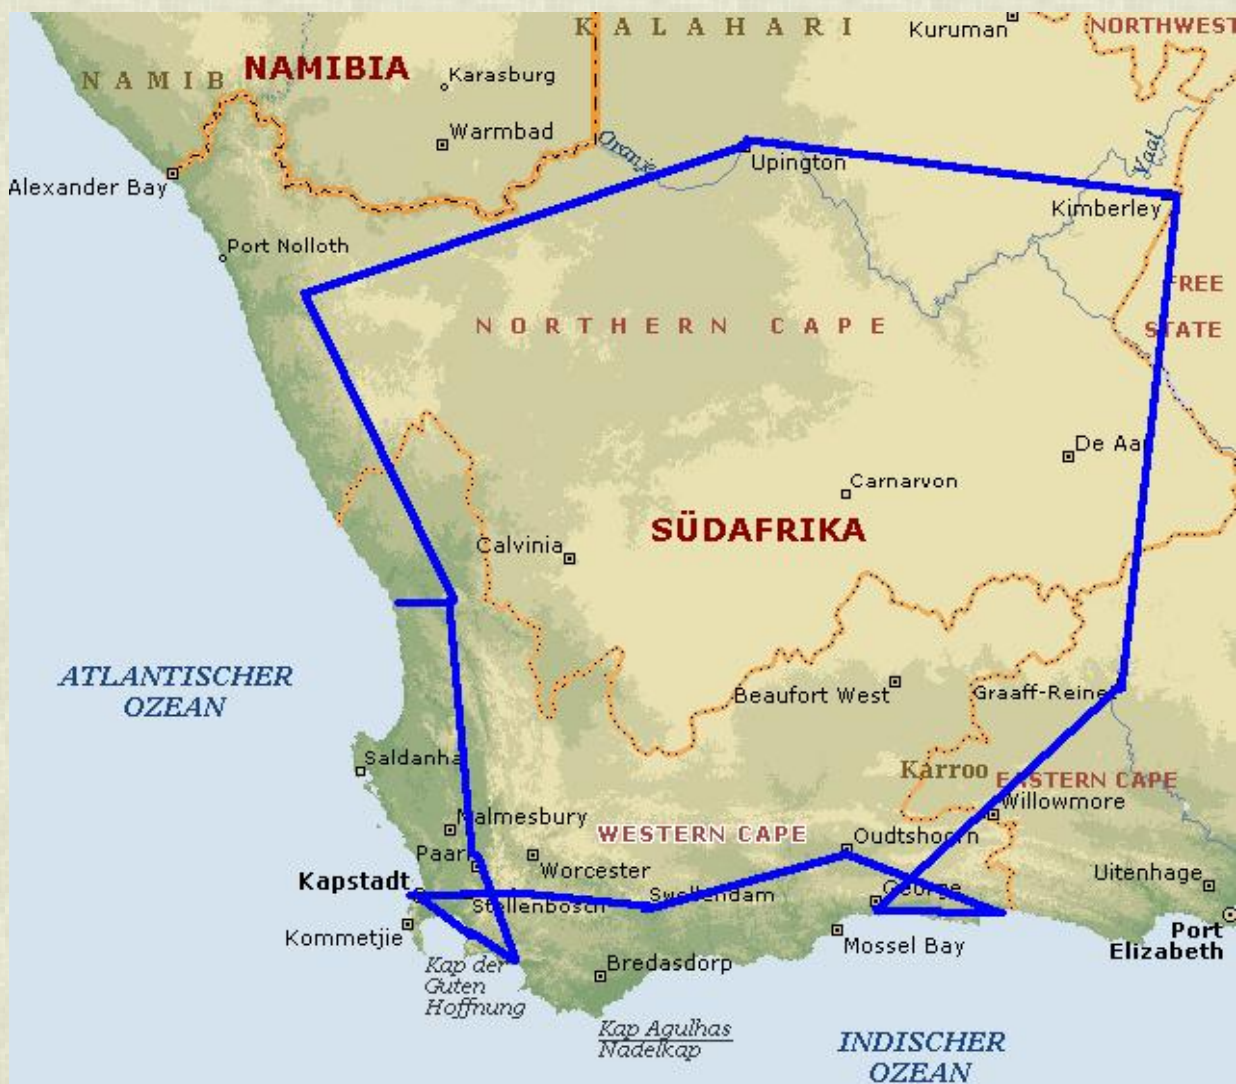 KALAHARI
Kuruman
NORTHWEST
NAMIB
NAMIBIA
Karasburg
Warmbad
Oranje
Vaal
Upington
Alexander Bay
Kimberley
Port Nolloth
FREE
STATE
NORTHERN CAPE
De Aar
Carnarvon
SÜDAFRIKA
Calvinia
ATLANTISCHER
OZEAN
Beaufort West
Graaff-Reinet
Saldanha
Karroo
EASTERN CAPE
Willowmore
Malmesbury
WESTERN CAPE
Oudtshoorn
Paarl
Worcester
Uitenhage
Kapstadt
George
Swellendam
Stellenbosch
Kommetjie
Mossel Bay
Port
Elizabeth
Kap der
Guten
Hoffnung
Bredasdorp
Kap Agulhas
Nadelkap
INDISCHER
OZEAN